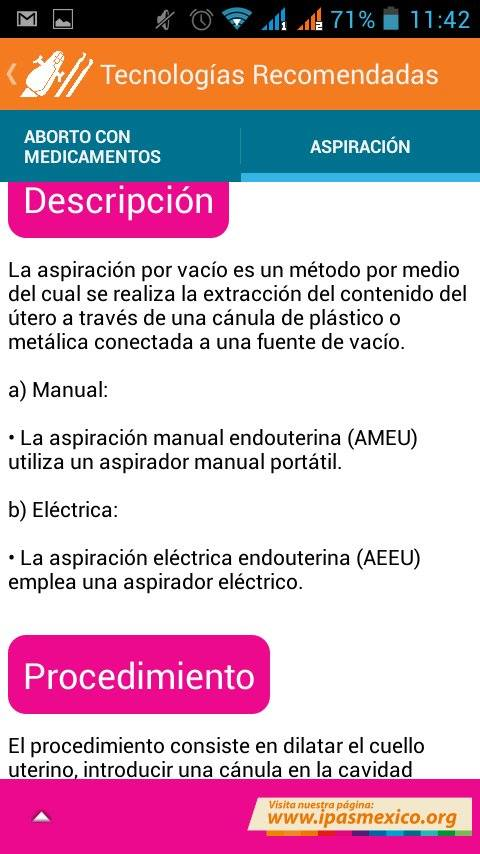 71% 11:42
Tecnologías Recomendadas
ABORTO CON
MEDICAMENTOS
ASPIRACIÓN
Descripción
La aspiración por vacío es un método por medio
del cual se realiza la extracción del contenido del
útero a través de una cánula de plástico o
metálica conectada a una fuente de vacío.
a) Manual:
• La aspiración manual endouterina (AMEU)
utiliza un aspirador manual portátil.
b) Eléctrica:
• La aspiración eléctrica endouterina (AEEU)
emplea una aspirador eléctrico.
Procedimiento
El procedimiento consiste en dilatar el cuello
uterino, introducir una cánula en la cavidad
Visita nuestra página:
www.ipasmexico.org